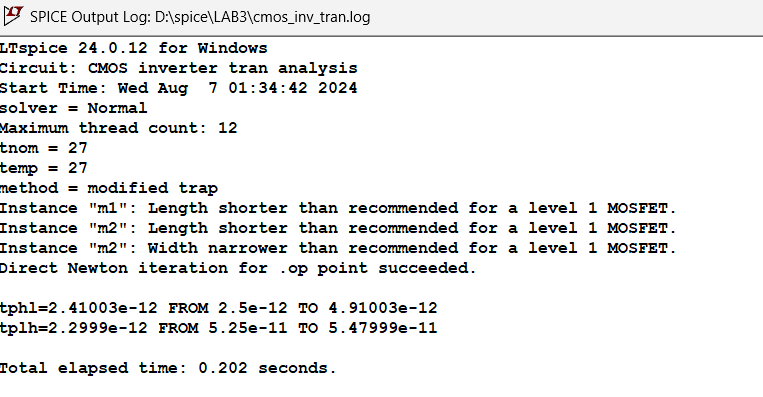 SPICE Output Log: D:\spice\LAB3\cmos_inv_tran.log
LTspice 24.0.12 for Windows
Circuit: CMOS inverter tran analysis
Start Time: Wed Aug  7 01:34:42 2024
solver = Normal
Maximum thread count: 12
tnom = 27
temp = 27
method = modified trap
Instance "m1": Length shorter than recommended for a level 1 MOSFET.
Instance "m2": Length shorter than recommended for a level 1 MOSFET.
Instance "m2": Width narrower than recommended for a level 1 MOSFET.
Direct Newton iteration for .op point succeeded.
tphl=2.41003e-12 FROM 2.5e-12 TO 4.91003e-12
tplh=2.2999e-12 FROM 5.25e-11 TO 5.47999e-11
Total elapsed time: 0.202 seconds.